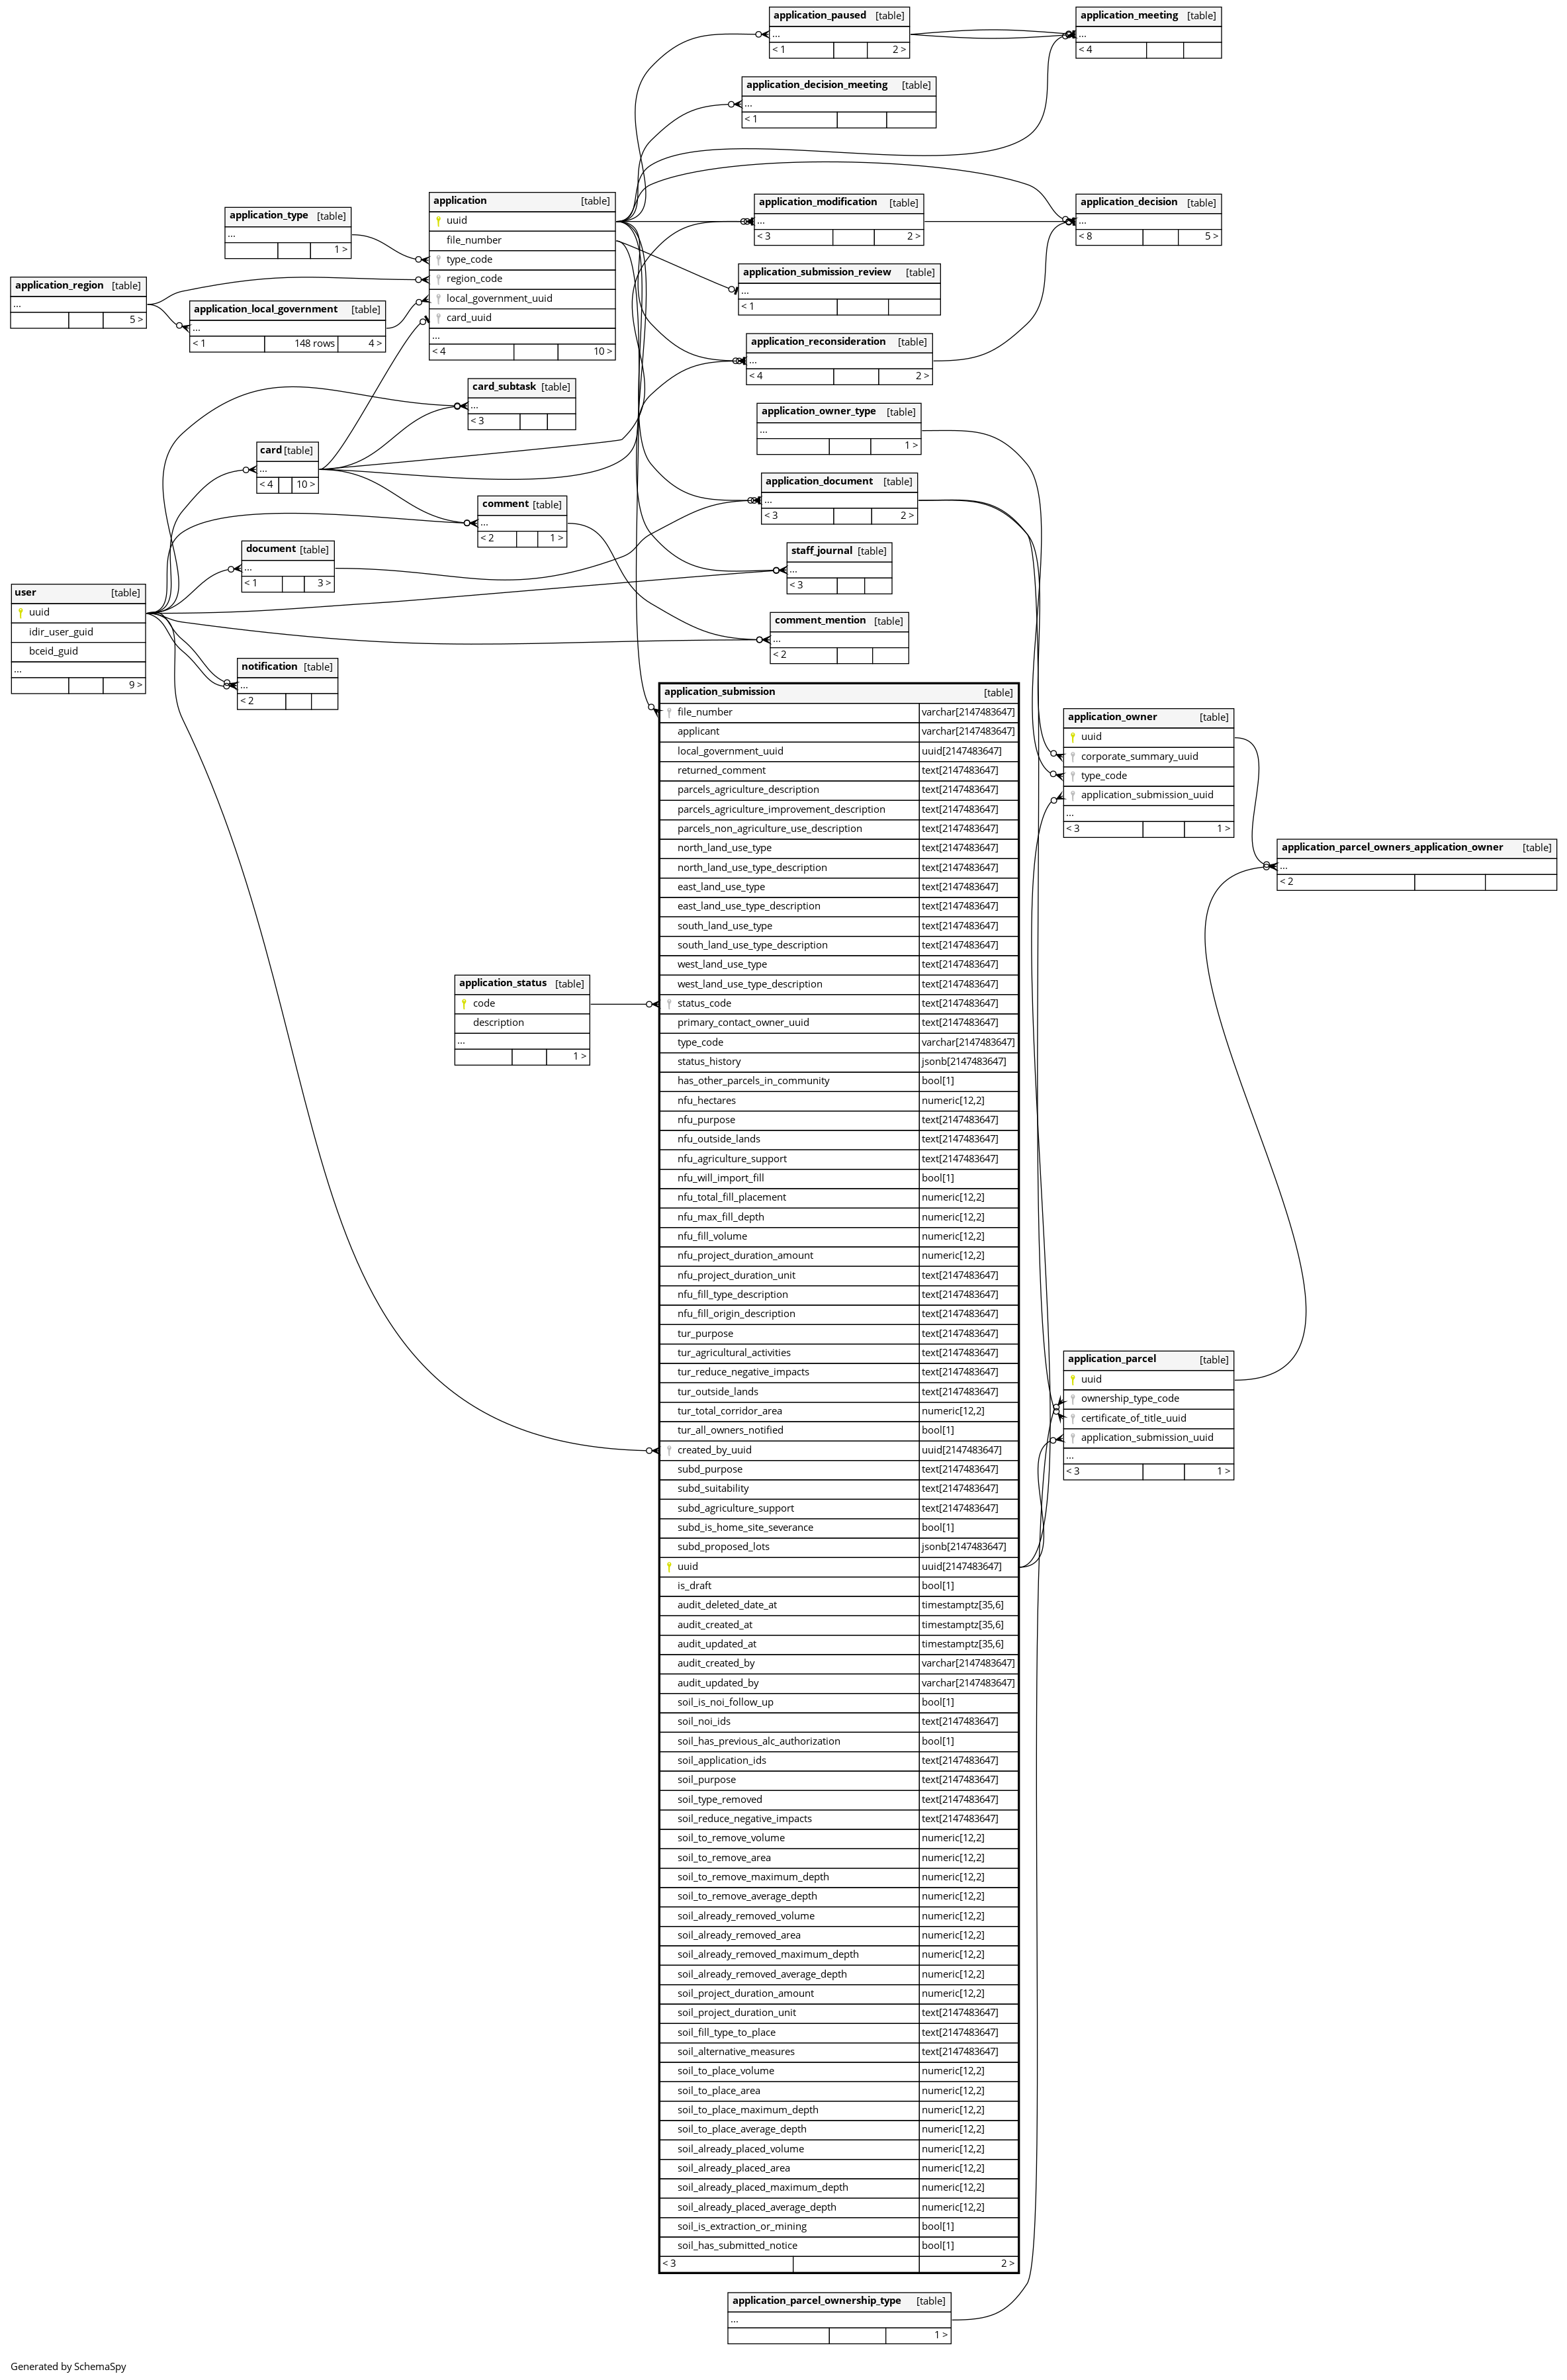 application_paused [table]
...
< 1 2 >
application_meeting [table]
...
< 4
application_decision_meeting [table]
...
< 1
application_type [table]
...
1 >
application [table]
uuid
file_number
type_code
region_code
local_government_uuid
card_uuid
...
< 4 10 >
application_modification [table]
...
< 3 2 >
application_decision [table]
...
< 8 5 >
application_region [table]
...
5 >
application_local_government [table]
...
< 1 148 rows 4 >
application_submission_review [table]
...
< 1
application_reconsideration [table]
...
< 4 2 >
card_subtask [table]
...
< 3
application_owner_type [table]
...
1 >
card [table]
...
< 4 10 >
application_document [table]
...
< 3 2 >
comment [table]
...
< 2 1 >
document [table]
...
< 1 3 >
staff_journal [table]
...
< 3
user [table]
uuid
idir_user_guid
bceid_guid
...
9 >
comment_mention [table]
...
< 2
notification [table]
...
< 2
application_submission [table]
file_number varchar[2147483647]
applicant varchar[2147483647]
local_government_uuid uuid[2147483647]
returned_comment text[2147483647]
parcels_agriculture_description text[2147483647]
parcels_agriculture_improvement_description text[2147483647]
parcels_non_agriculture_use_description text[2147483647]
north_land_use_type text[2147483647]
north_land_use_type_description text[2147483647]
east_land_use_type text[2147483647]
east_land_use_type_description text[2147483647]
south_land_use_type text[2147483647]
south_land_use_type_description text[2147483647]
west_land_use_type text[2147483647]
west_land_use_type_description text[2147483647]
status_code text[2147483647]
primary_contact_owner_uuid text[2147483647]
type_code varchar[2147483647]
status_history jsonb[2147483647]
has_other_parcels_in_community bool[1]
nfu_hectares numeric[12,2]
nfu_purpose text[2147483647]
nfu_outside_lands text[2147483647]
nfu_agriculture_support text[2147483647]
nfu_will_import_fill bool[1]
nfu_total_fill_placement numeric[12,2]
nfu_max_fill_depth numeric[12,2]
nfu_fill_volume numeric[12,2]
nfu_project_duration_amount numeric[12,2]
nfu_project_duration_unit text[2147483647]
nfu_fill_type_description text[2147483647]
nfu_fill_origin_description text[2147483647]
tur_purpose text[2147483647]
tur_agricultural_activities text[2147483647]
tur_reduce_negative_impacts text[2147483647]
tur_outside_lands text[2147483647]
tur_total_corridor_area numeric[12,2]
tur_all_owners_notified bool[1]
created_by_uuid uuid[2147483647]
subd_purpose text[2147483647]
subd_suitability text[2147483647]
subd_agriculture_support text[2147483647]
subd_is_home_site_severance bool[1]
subd_proposed_lots jsonb[2147483647]
uuid uuid[2147483647]
is_draft bool[1]
audit_deleted_date_at timestamptz[35,6]
audit_created_at timestamptz[35,6]
audit_updated_at timestamptz[35,6]
audit_created_by varchar[2147483647]
audit_updated_by varchar[2147483647]
soil_is_noi_follow_up bool[1]
soil_noi_ids text[2147483647]
soil_has_previous_alc_authorization bool[1]
soil_application_ids text[2147483647]
soil_purpose text[2147483647]
soil_type_removed text[2147483647]
soil_reduce_negative_impacts text[2147483647]
soil_to_remove_volume numeric[12,2]
soil_to_remove_area numeric[12,2]
soil_to_remove_maximum_depth numeric[12,2]
soil_to_remove_average_depth numeric[12,2]
soil_already_removed_volume numeric[12,2]
soil_already_removed_area numeric[12,2]
soil_already_removed_maximum_depth numeric[12,2]
soil_already_removed_average_depth numeric[12,2]
soil_project_duration_amount numeric[12,2]
soil_project_duration_unit text[2147483647]
soil_fill_type_to_place text[2147483647]
soil_alternative_measures text[2147483647]
soil_to_place_volume numeric[12,2]
soil_to_place_area numeric[12,2]
soil_to_place_maximum_depth numeric[12,2]
soil_to_place_average_depth numeric[12,2]
soil_already_placed_volume numeric[12,2]
soil_already_placed_area numeric[12,2]
soil_already_placed_maximum_depth numeric[12,2]
soil_already_placed_average_depth numeric[12,2]
soil_is_extraction_or_mining bool[1]
soil_has_submitted_notice bool[1]
< 3 2 >
application_owner [table]
uuid
corporate_summary_uuid
type_code
application_submission_uuid
...
< 3 1 >
application_parcel_owners_application_owner [table]
...
< 2
application_status [table]
code
description
...
1 >
application_parcel [table]
uuid
ownership_type_code
certificate_of_title_uuid
application_submission_uuid
...
< 3 1 >
application_parcel_ownership_type [table]
...
1 >
Generated by SchemaSpy